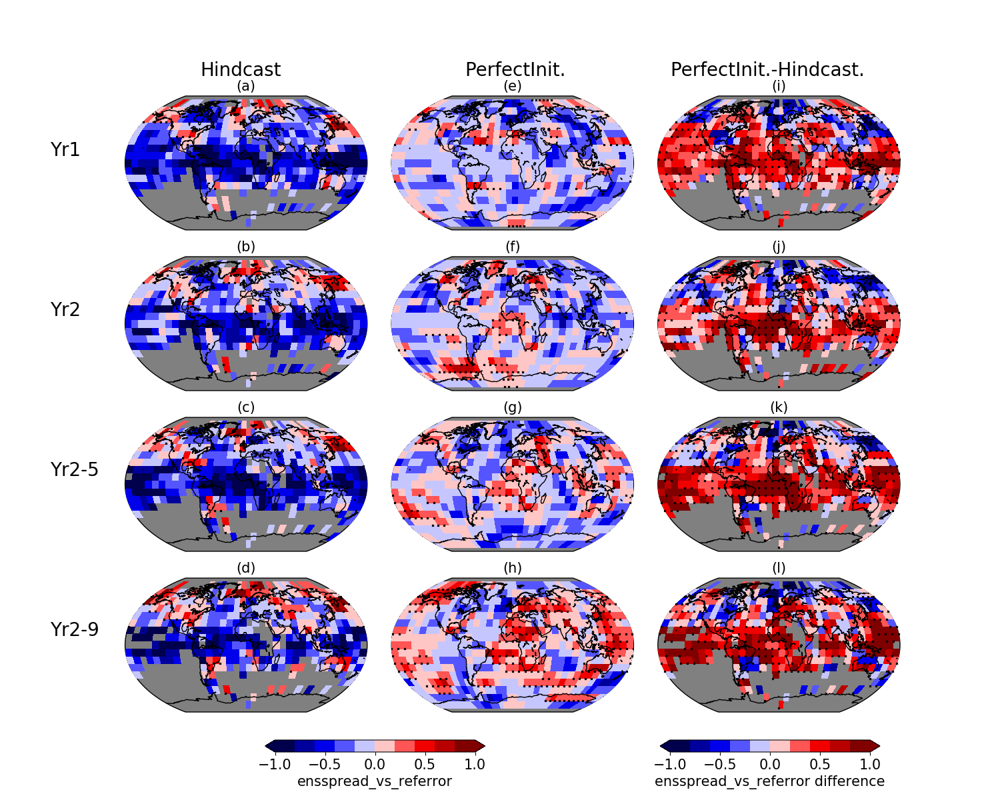 Hindcast PerfectInit. PerfectInit.-Hindcast.
(a) (e) (i)
Yr1
(b) (f) (j)
Yr2
(c) (g) (k)
Yr2-5
(d) (h) (l)
Yr2-9
−1.0 −0.5 0.0 0.5 1.0 −1.0 −0.5 0.0 0.5 1.0
ensspread_vs_referror ensspread_vs_referror difference